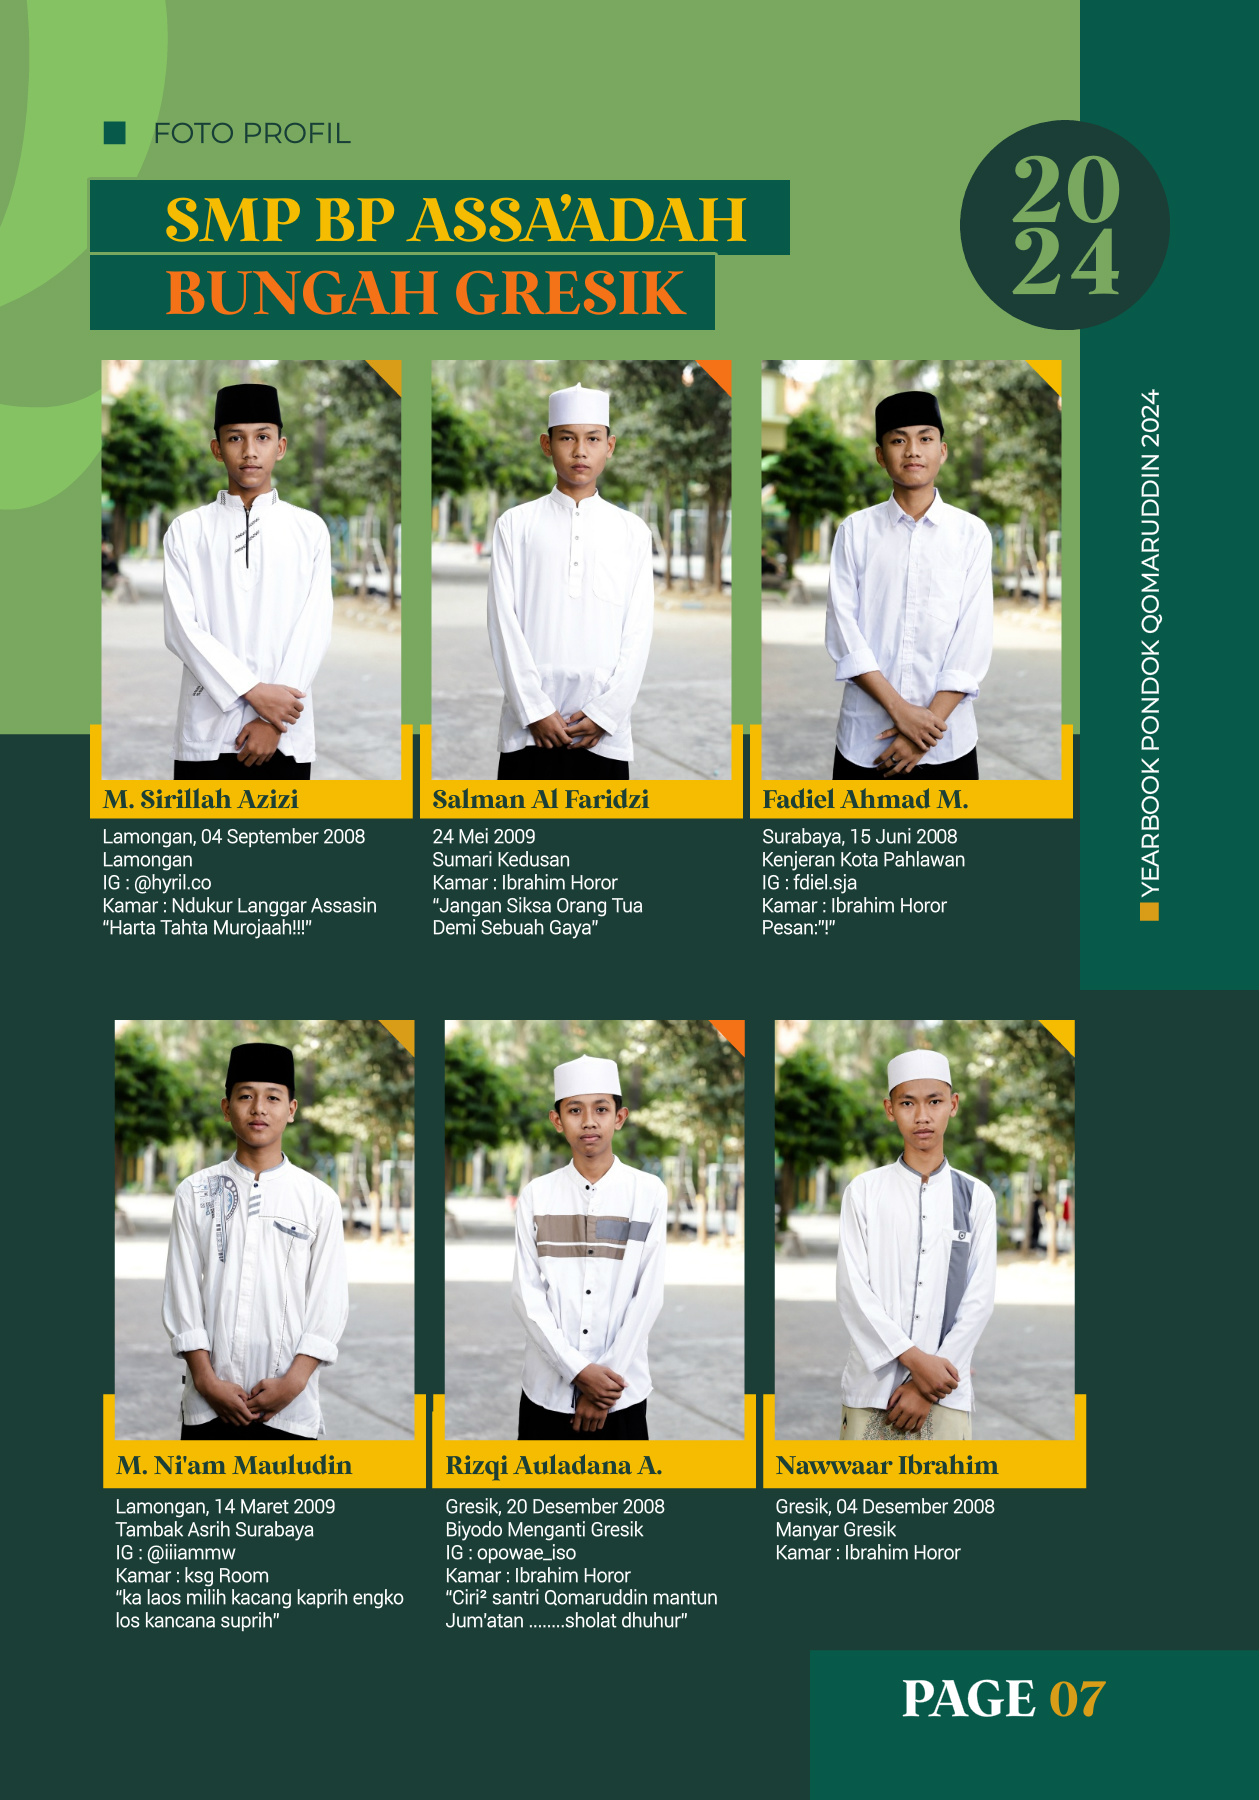 FOTO PROFIL
SMP BP ASSA'ADAH
BUNGAH GRESIK
20
24
YEARBOOK PONDOK QOMARUDDIN 2024
M. Sirillah Azizi
Lamongan, 04 September 2008
Lamongan
IG : @hyril.co
Kamar : Ndukur Langgar Assasin
“Harta Tahta Murojaah!!!”
Salman Al Faridzi
24 Mei 2009
Sumari Kedusan
Kamar : Ibrahim Horor
“Jangan Siksa Orang Tua
Demi Sebuah Gaya”
Fadiel Ahmad M.
Surabaya, 15 Juni 2008
Kenjeran Kota Pahlawan
IG : fdiel.sja
Kamar : Ibrahim Horor
Pesan:”!”
M. Ni'am Mauludin
Lamongan, 14 Maret 2009
Tambak Asrih Surabaya
IG : @iiiammw
Kamar : ksg Room
“ka laos milih kacang kaprih engko
los kancana suprih”
Rizqi Auladana A.
Gresik, 20 Desember 2008
Biyodo Menganti Gresik
IG : opowae_iso
Kamar : Ibrahim Horor
“Ciri² santri Qomaruddin mantun
Jum'atan ........sholat dhuhur”
Nawwaar Ibrahim
Gresik, 04 Desember 2008
Manyar Gresik
Kamar : Ibrahim Horor
PAGE 07